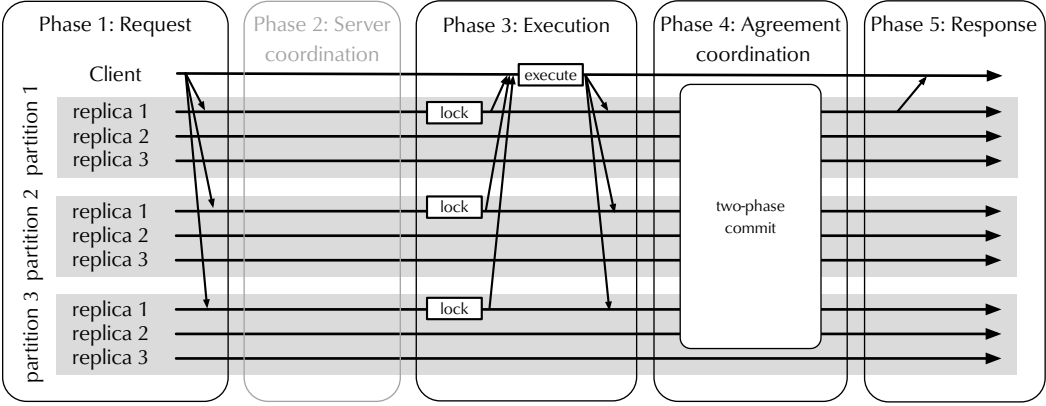 Phase 1: Request
Phase 2: Server
coordination
Phase 3: Execution
Phase 4: Agreement
coordination
Phase 5: Response
Client
execute
partition 1
replica 1
lock
replica 2
replica 3
partition 2
replica 1
lock
replica 2
replica 3
two-phase
commit
partition 3
replica 1
lock
replica 2
replica 3